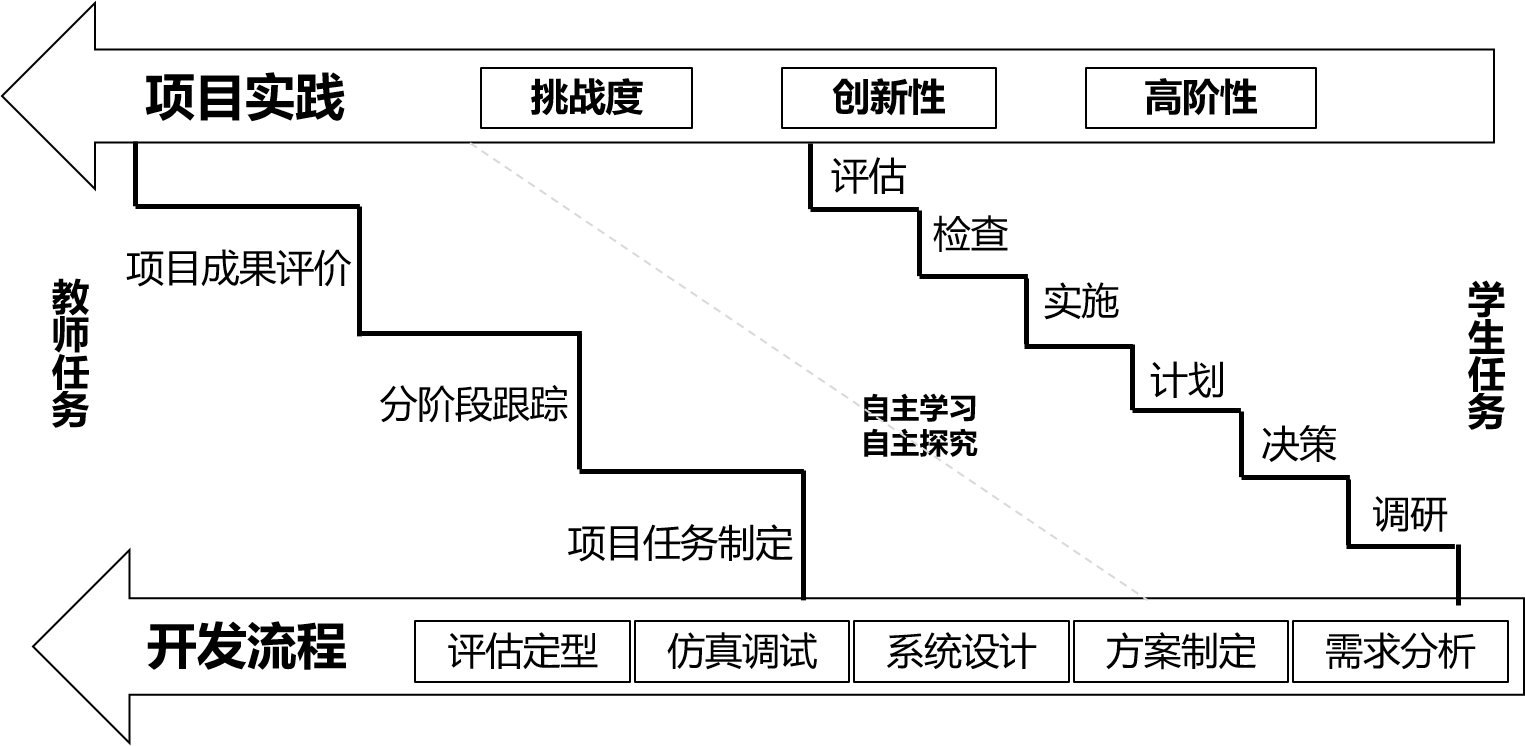 项目实践
挑战度
创新性
高阶性
评估
检查
项目成果评价
实施
教师任务
学生任务
计划
分阶段跟踪
自主学习
自主探究
决策
调研
项目任务制定
开发流程
评估定型
仿真调试
系统设计
方案制定
需求分析